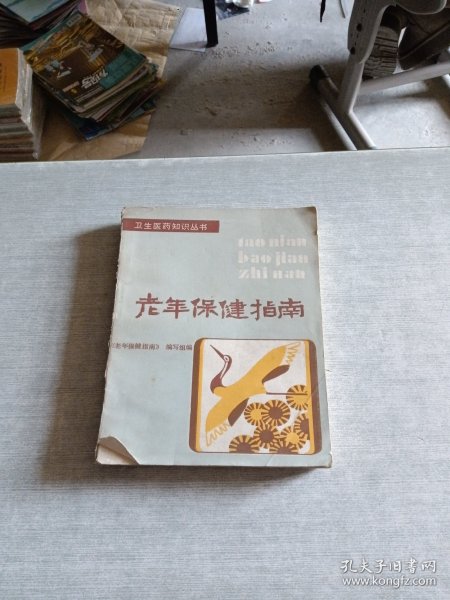 卫生医药知识丛书
lao nian
bao jian
zhi nan
老年保健指南
《老年保健指南》 编写组编
孔夫子旧书网
www.kongfz.com